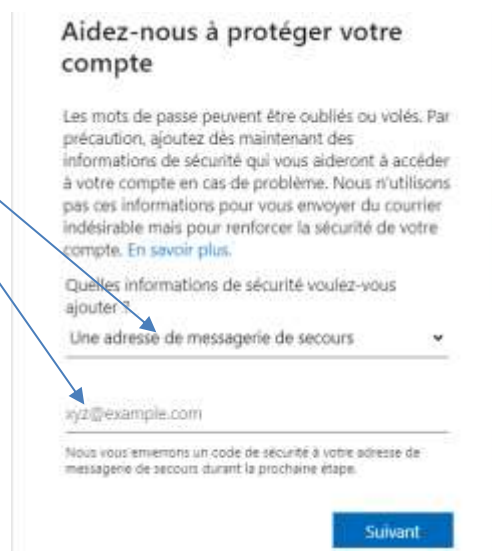 Aidez-nous à protéger votre
compte
Les mots de passe peuvent être oubliés ou volés. Par
précaution, ajoutez dès maintenant des
informations de sécurité qui vous aideront à accéder
à votre compte en cas de problème. Nous n'utilisons
pas ces informations pour vous envoyer du courrier
indésirable mais pour renforcer la sécurité de votre
compte. En savoir plus.
Quelles informations de sécurité voulez-vous
ajouter ?
Une adresse de messagerie de secours
xyz@example.com
Nous vous enverrons un code de sécurité à votre adresse de
messagerie de secours durant la prochaine étape.
Suivant